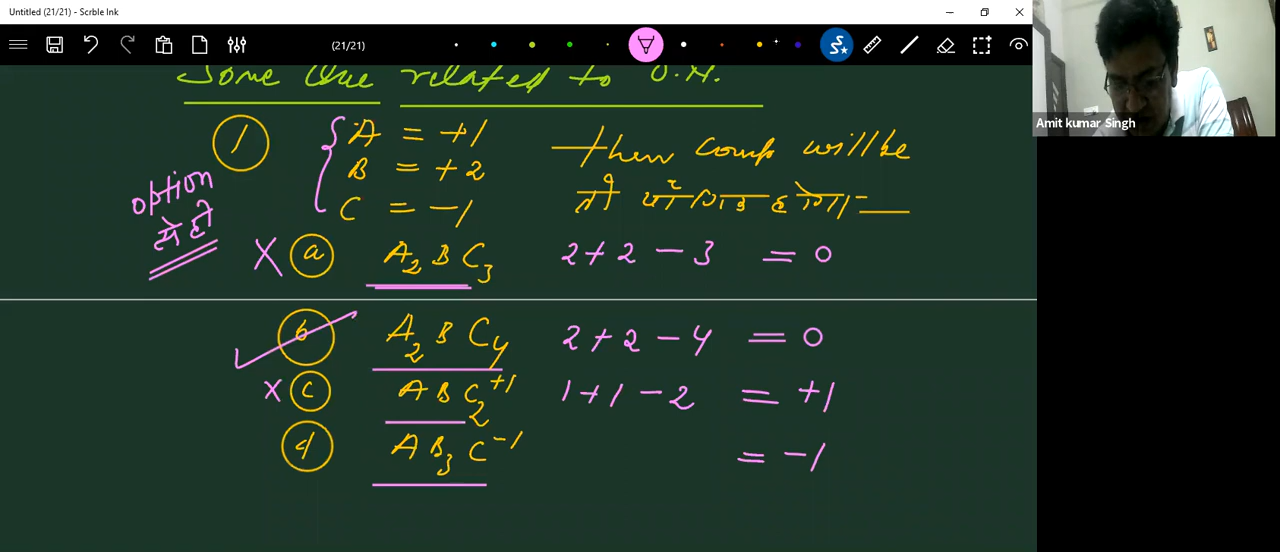 Untitled (21/21) - Scrble Ink
(21/21)
Some Que related to O.N.
Amit kumar Singh
1 A = +1 then comp will be
B = +2 तो यौगिक होगा
C = -1
option से ही
X a A₂BC₃ 2+2-3 = 0
b A₂BC₄ 2+2-4 = 0
X c ABC₂⁺¹ 1+1-2 = +1
4 AB₃C⁻¹ = -1